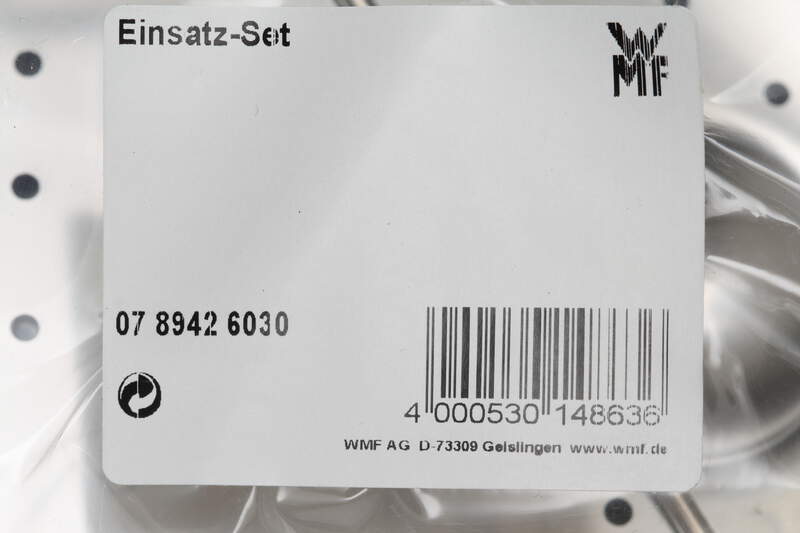 Einsatz-Set
WMF
07 8942 6030
4 000530 148636
WMF AG D-73309 Geislingen www.wmf.de